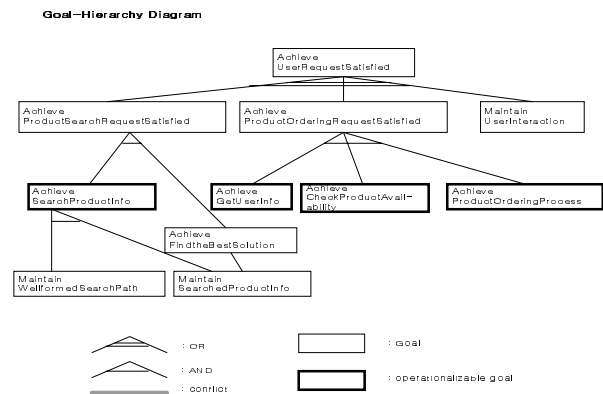 Goal-Hierarchy Diagram
Achieve
UserRequestSatisfied
Achieve
ProductSearchRequestSatisfied
Achieve
ProductOrderingRequestSatisfied
Maintain
UserInteraction
Achieve
SearchProductInfo
Achieve
GetUserInfo
Achieve
CheckProductAvail-
ability
Achieve
ProductOrderingProcess
Achieve
FindtheBestSolution
Maintain
WellformedSearchPath
Maintain
SearchedProductInfo
: OR
: Goal
: AND
: operationalizable goal
: conflict